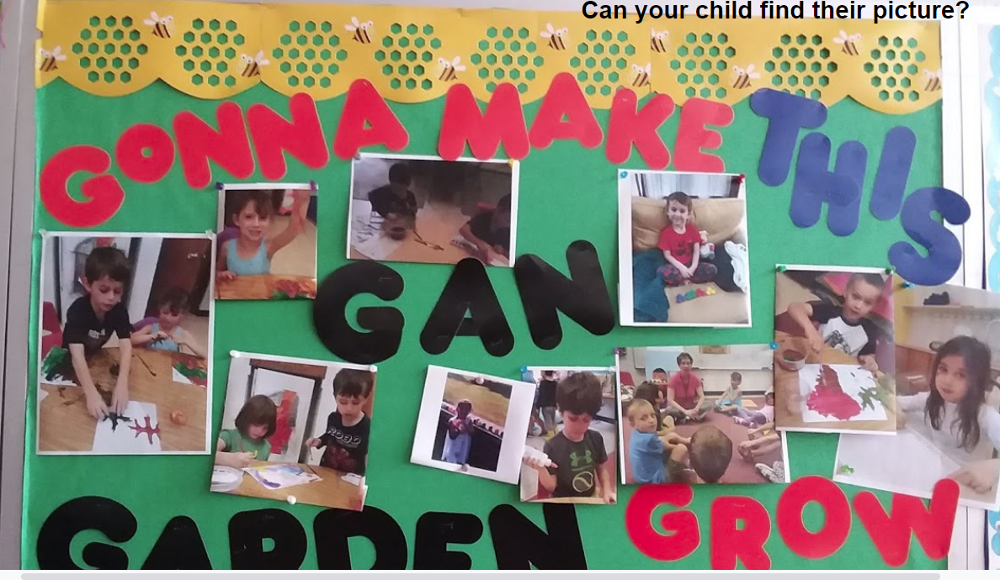 Can your child find their picture?
GONNA MAKE THIS
GAN
GARDEN GROW